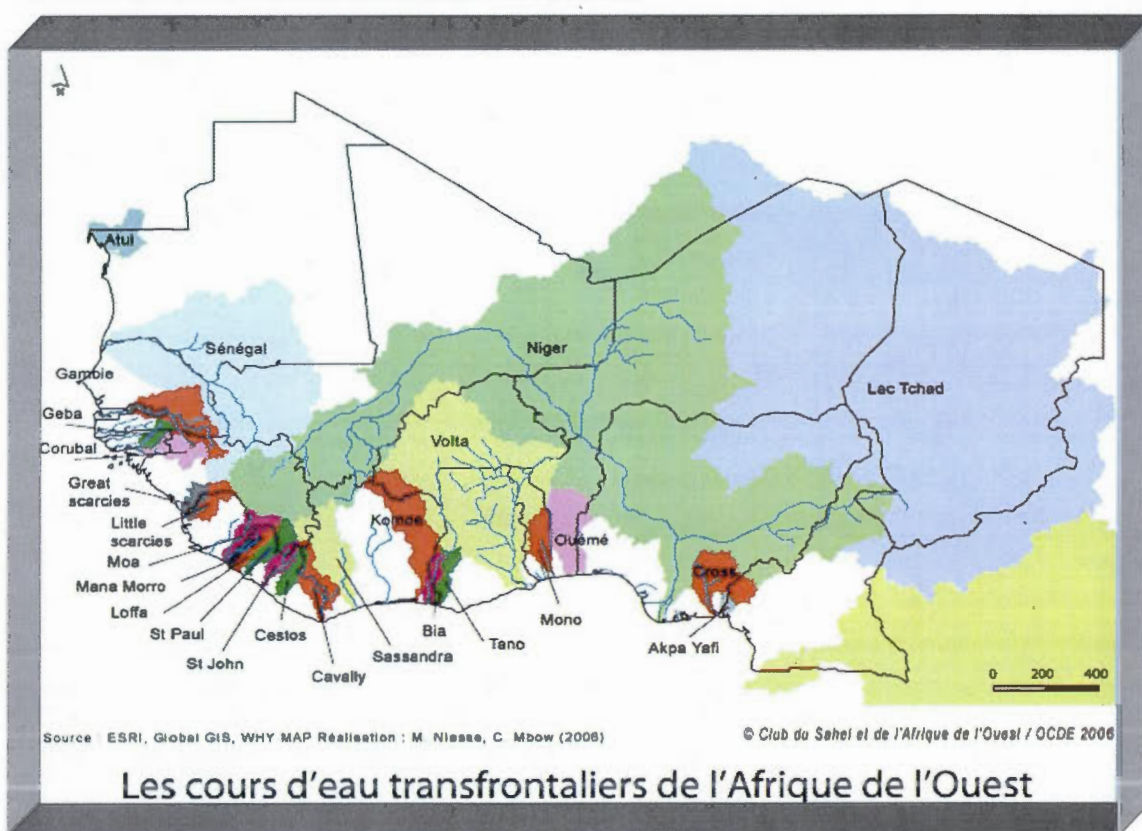 Atui
Sénégal
Niger
Lac Tchad
Gambie
Geba
Corubal
Volta
Great
scarcies
Little
scarcies
Moa
Mana Morro
Loffa
St Paul
St John
Cestos
Cavally
Sassandra
Komoé
Bia
Tano
Mono
Ouémé
Cross
Akpa Yafi
0 200 400
Source : ESRI, Global GIS, WHY MAP Réalisation : M. Niasse, C. Mbow (2006)
© Club du Sahel et de l'Afrique de l'Ouest / OCDE 2006
Les cours d'eau transfrontaliers de l'Afrique de l'Ouest